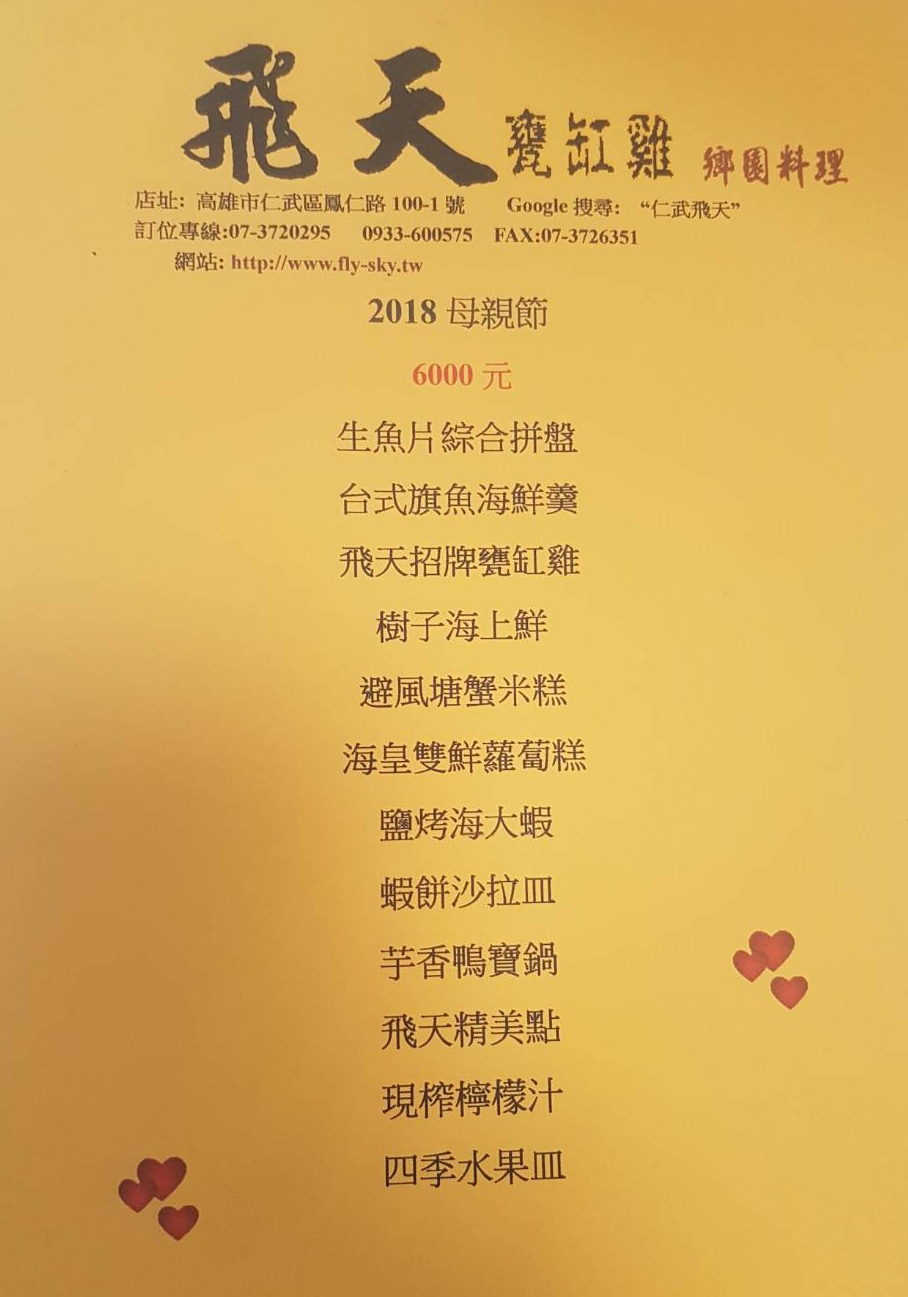 飛天甕缸雞 鄉園料理
店址: 高雄市仁武區鳳仁路 100-1 號 Google 搜尋: “仁武飛天”
訂位專線:07-3720295 0933-600575 FAX:07-3726351
網站: http://www.fly-sky.tw
2018 母親節
6000 元
生魚片綜合拼盤
台式旗魚海鮮羹
飛天招牌甕缸雞
樹子海上鮮
避風塘蟹米糕
海皇雙鮮蘿蔔糕
鹽烤海大蝦
蝦餅沙拉皿
芋香鴨寶鍋
飛天精美點
現榨檸檬汁
四季水果皿